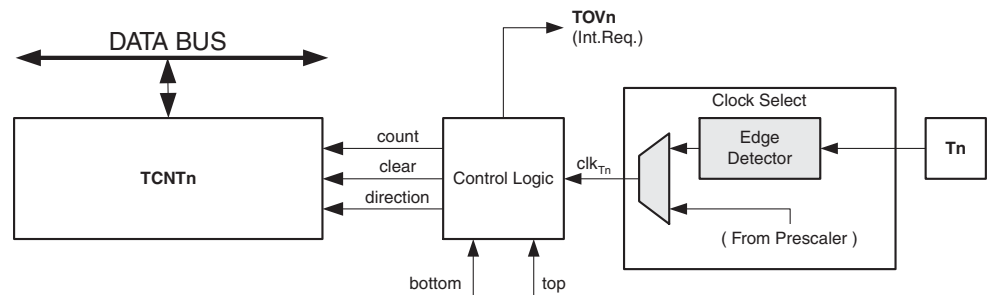 TOVn
(Int.Req.)
DATA BUS
Clock Select
count
Edge
Detector
Tn
TCNTn
clear
Control Logic
clkTn
direction
( From Prescaler )
bottom
top